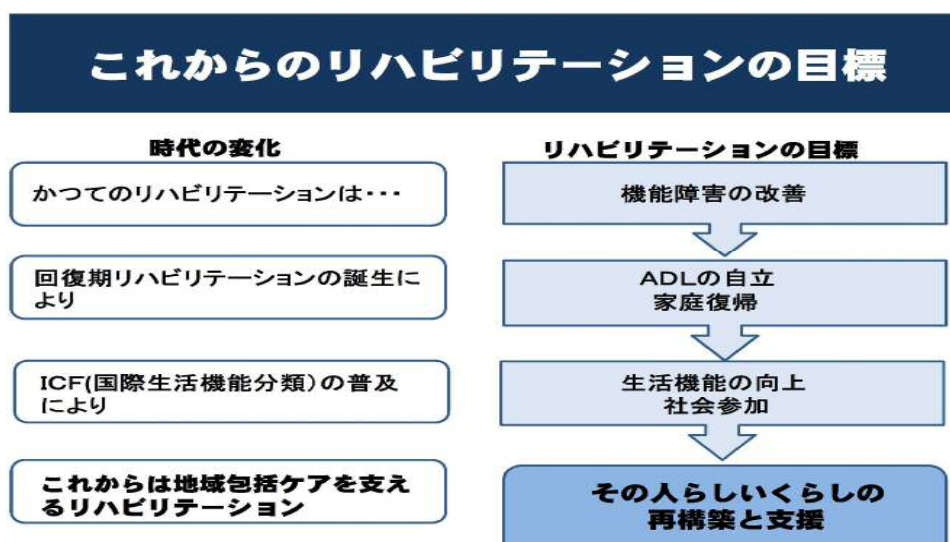 これからのリハビリテーションの目標
時代の変化
リハビリテーションの目標
かつてのリハビリテーションは･･･
機能障害の改善
回復期リハビリテーションの誕生に
より
ADLの自立
家庭復帰
ICF(国際生活機能分類）の普及
により
生活機能の向上
社会参加
これからは地域包括ケアを支え
るリハビリテーション
その人らしいくらしの
再構築と支援